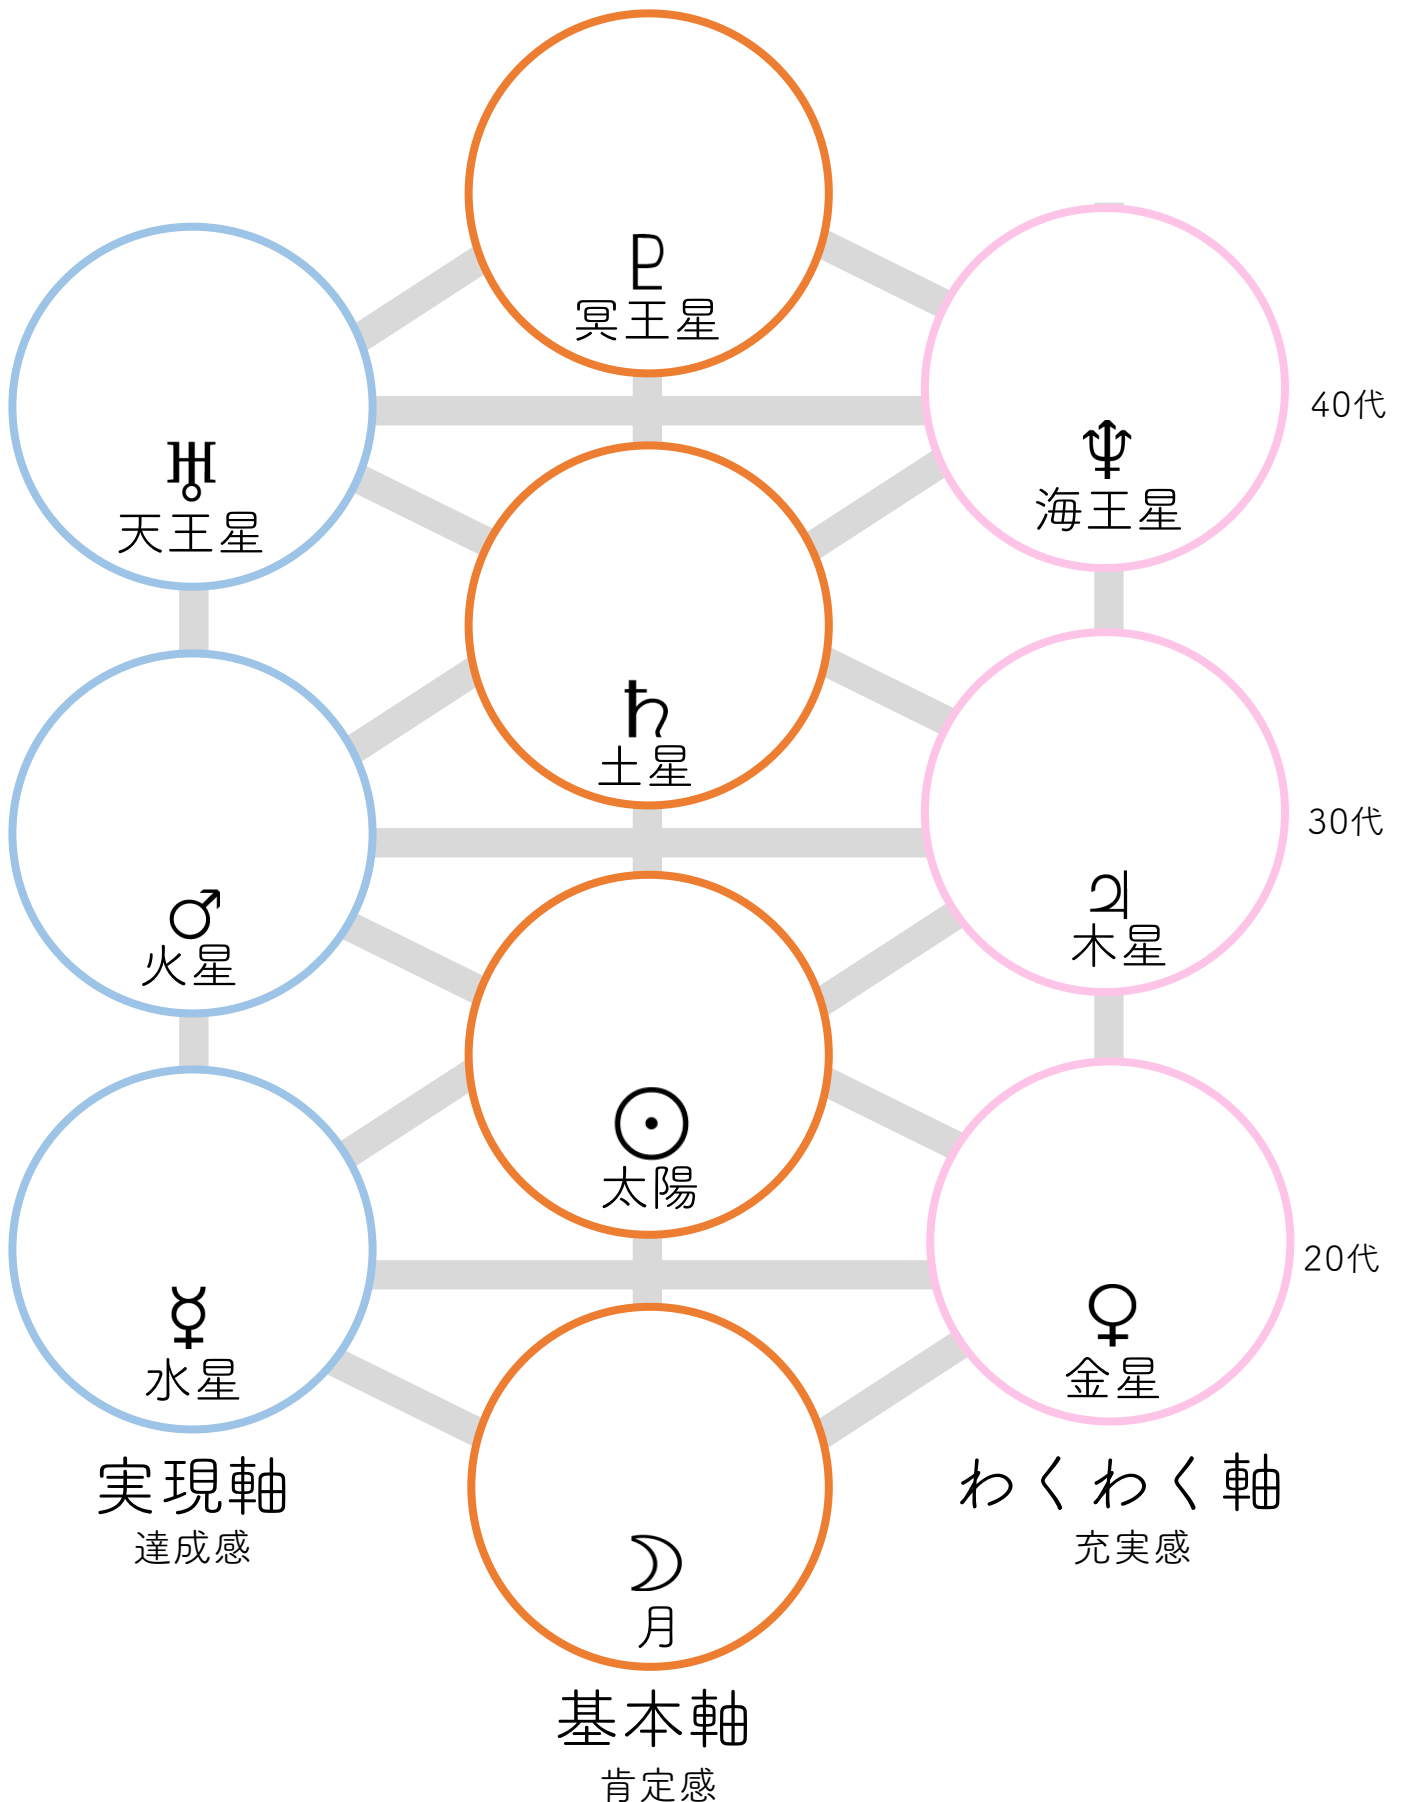 ♇
冥王星
♅
天王星
♆
海王星
40代
♄
土星
♂
火星
♃
木星
30代
☉
太陽
☿
水星
♀
金星
20代
☽
月
実現軸
達成感
わくわく軸
充実感
基本軸
肯定感